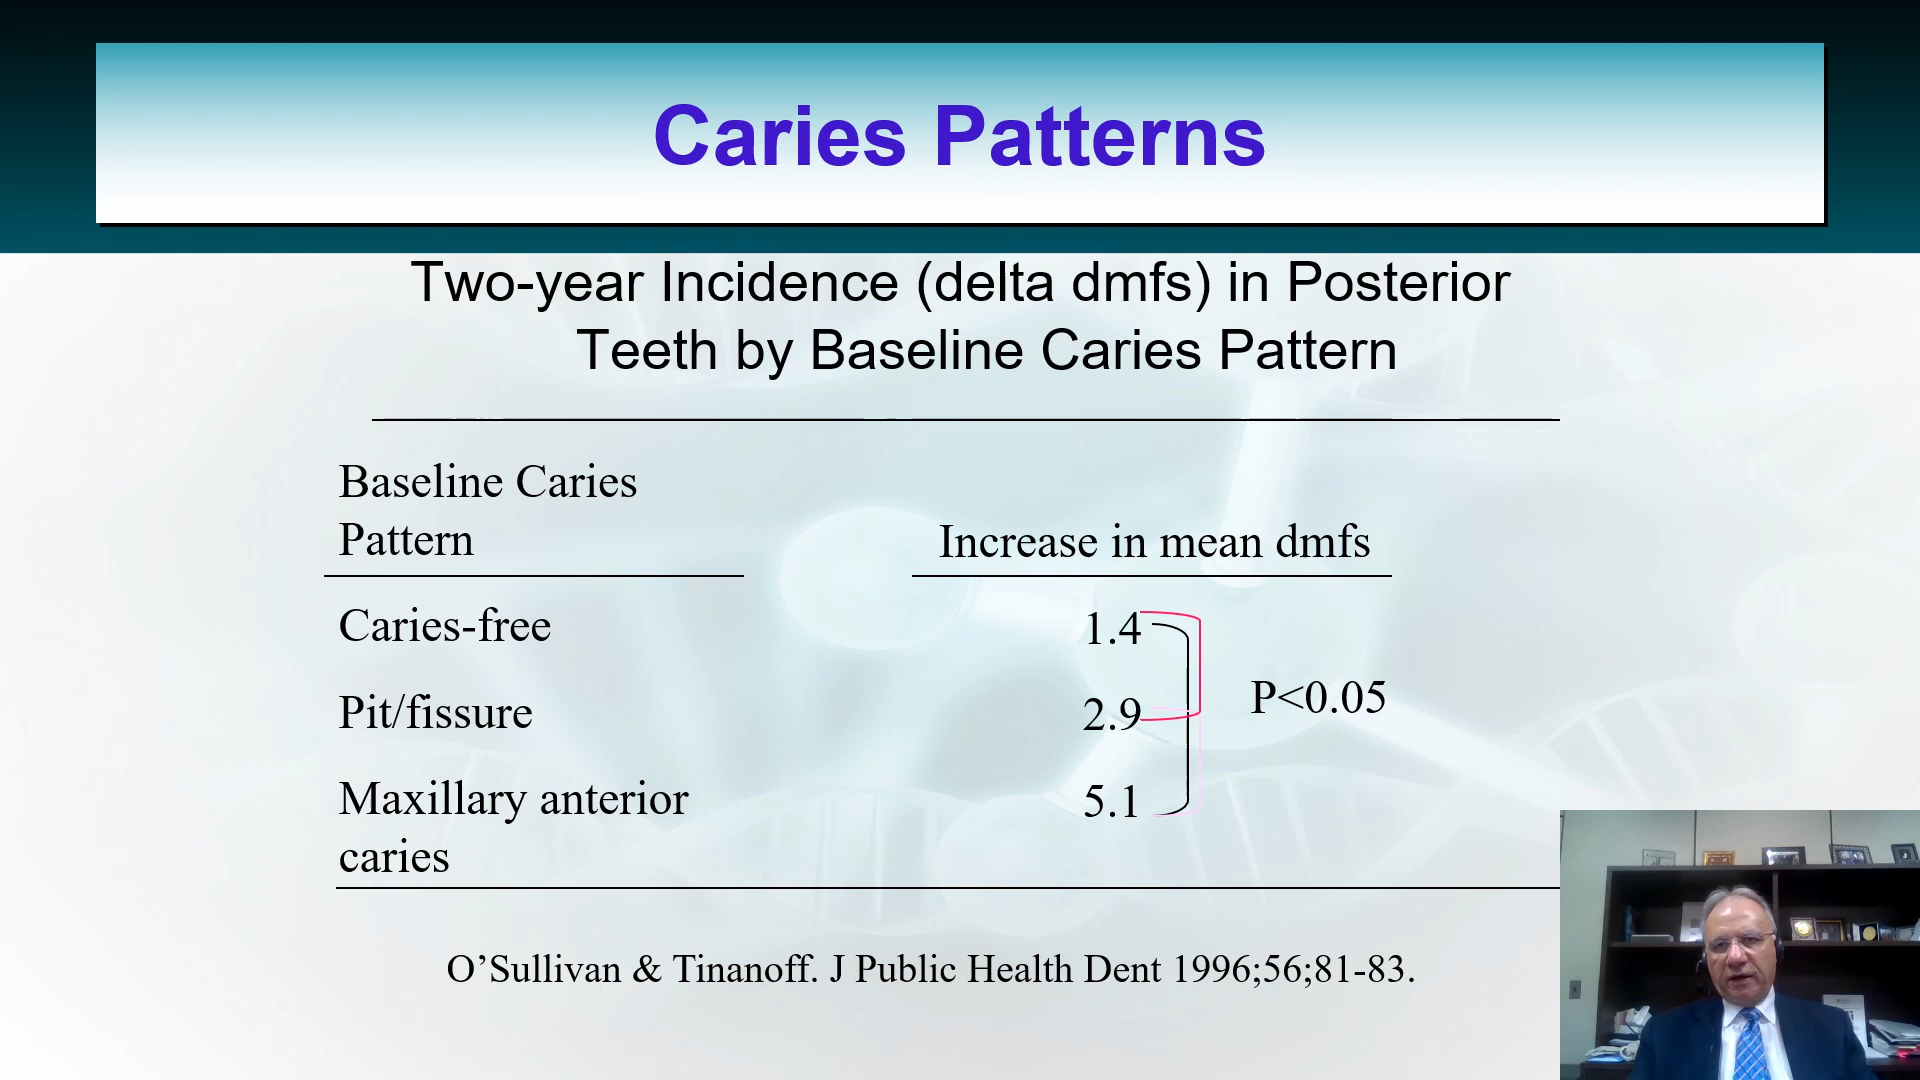 Caries Patterns
Two-year Incidence (delta dmfs) in Posterior
Teeth by Baseline Caries Pattern
Baseline Caries
Pattern
Increase in mean dmfs
Caries-free 1.4
Pit/fissure 2.9
P<0.05
Maxillary anterior 5.1
caries
O’Sullivan & Tinanoff. J Public Health Dent 1996;56;81-83.